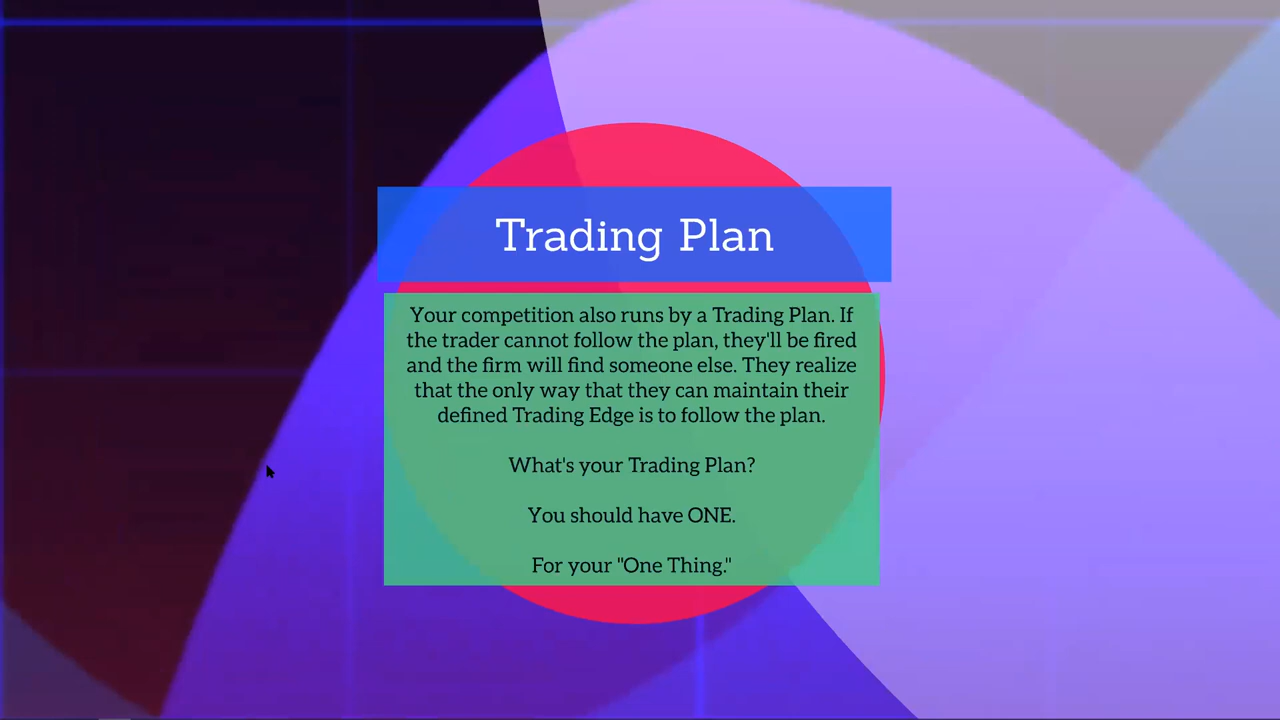 Trading Plan
Your competition also runs by a Trading Plan. If
the trader cannot follow the plan, they'll be fired
and the firm will find someone else. They realize
that the only way that they can maintain their
defined Trading Edge is to follow the plan.
What's your Trading Plan?
You should have ONE.
For your "One Thing."